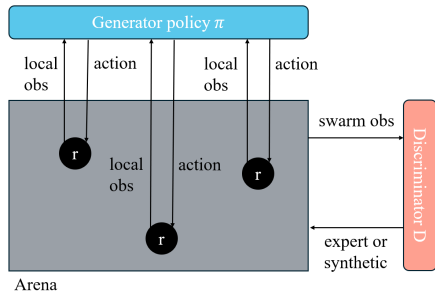 Generator policy π
local
obs
action
local
obs
action
r
local
obs
action
r
r
swarm obs
Discriminator D
expert or
synthetic
Arena